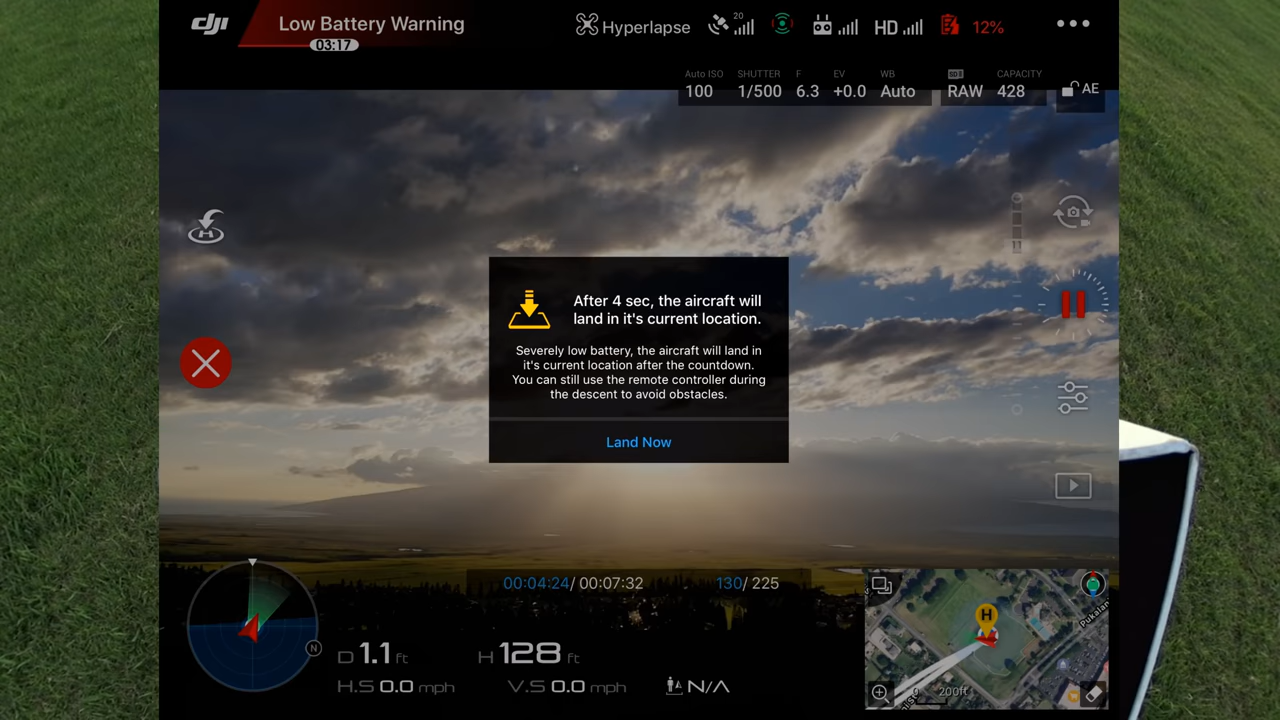 dji
Low Battery Warning
03:17
Hyperlapse
20
HD
12%
Auto ISO
100
SHUTTER
1/500
F
6.3
EV
+0.0
WB
Auto
SD
RAW
CAPACITY
428
AE
H
After 4 sec, the aircraft will
land in it's current location.
Severely low battery, the aircraft will land in
it's current location after the countdown.
You can still use the remote controller during
the descent to avoid obstacles.
Land Now
00:04:24/ 00:07:32
130/ 225
N
D 1.1 ft
H 128 ft
H.S 0.0 mph
V.S 0.0 mph
N/A
H
Pukalan
0
200ft